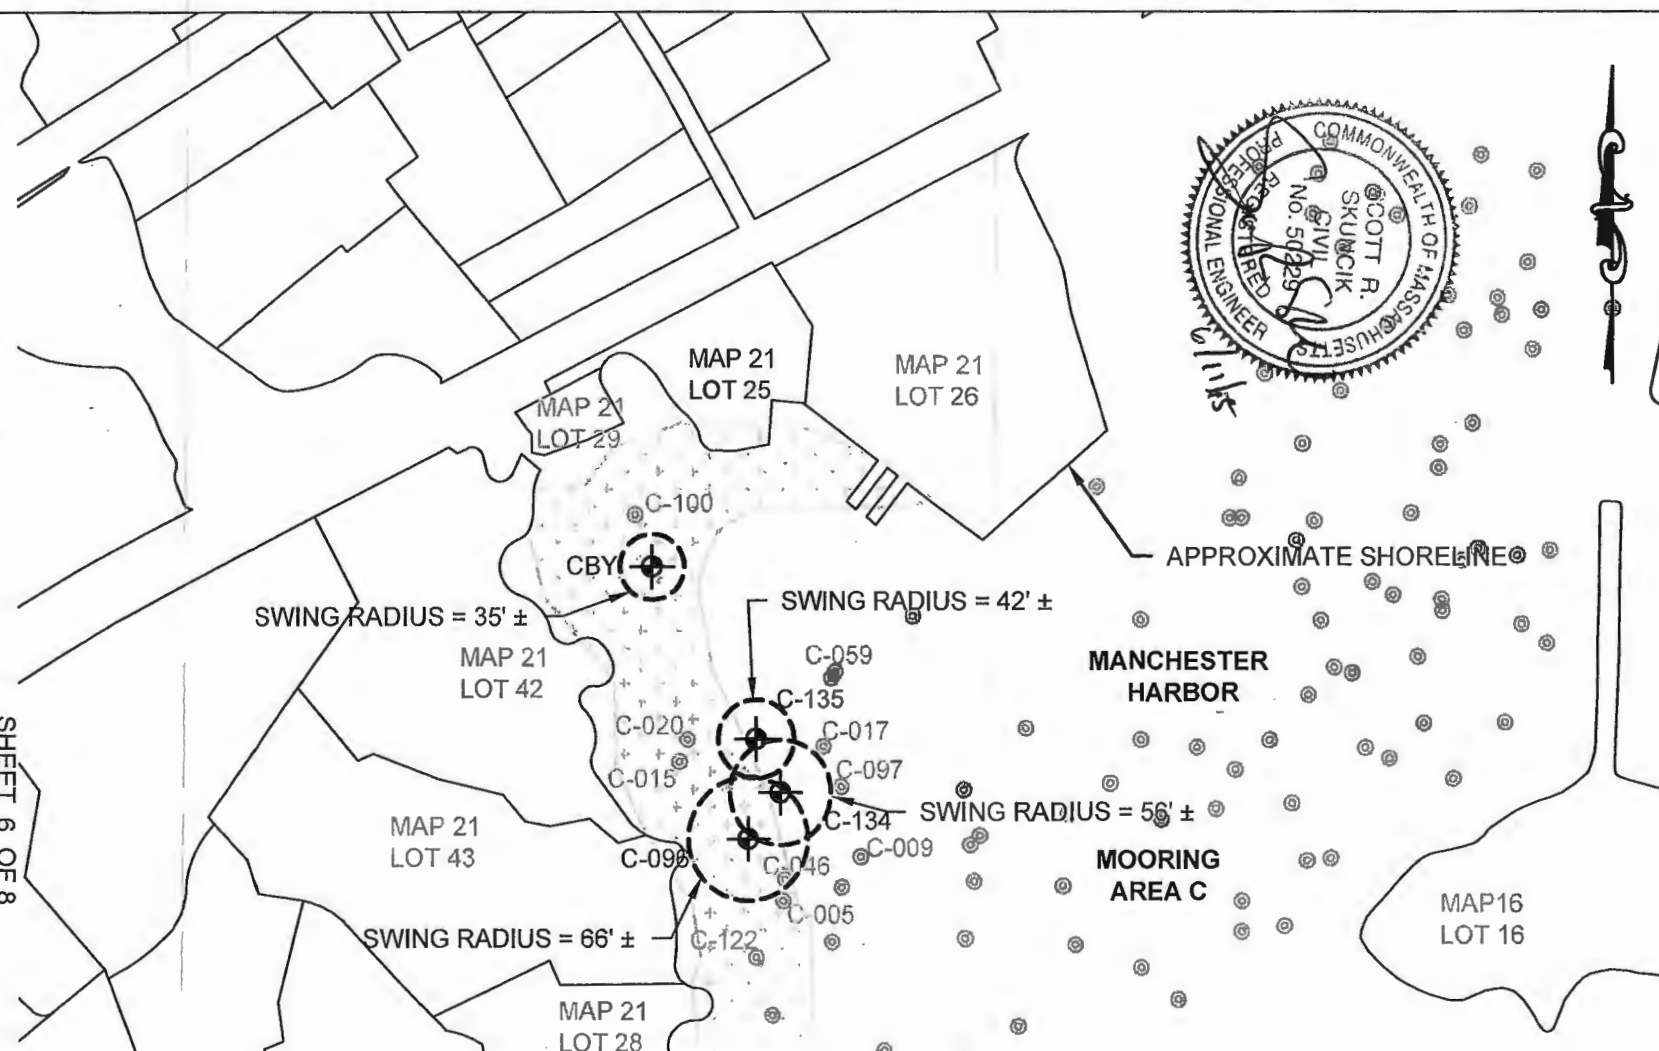 COMMONWEALTH OF MASSACHUSETTS
SCOTT R.
SKUNCIK
CIVIL
No. 50229
REGISTERED
PROFESSIONAL ENGINEER
MAP 21
LOT 25
MAP 21
LOT 26
MAP 21
LOT 29
C-100
CBY
APPROXIMATE SHORELINE
SWING RADIUS = 35' ±
SWING RADIUS = 42' ±
MAP 21
LOT 42
C-059
MANCHESTER
HARBOR
C-135
C-020
C-017
C-015
C-097
SWING RADIUS = 56' ±
C-134
MAP 21
LOT 43
C-096
C-046
C-009
MOORING
AREA C
C-005
SWING RADIUS = 66' ±
C-122
MAP16
LOT 16
MAP 21
LOT 28
SHEET 6 OF 8